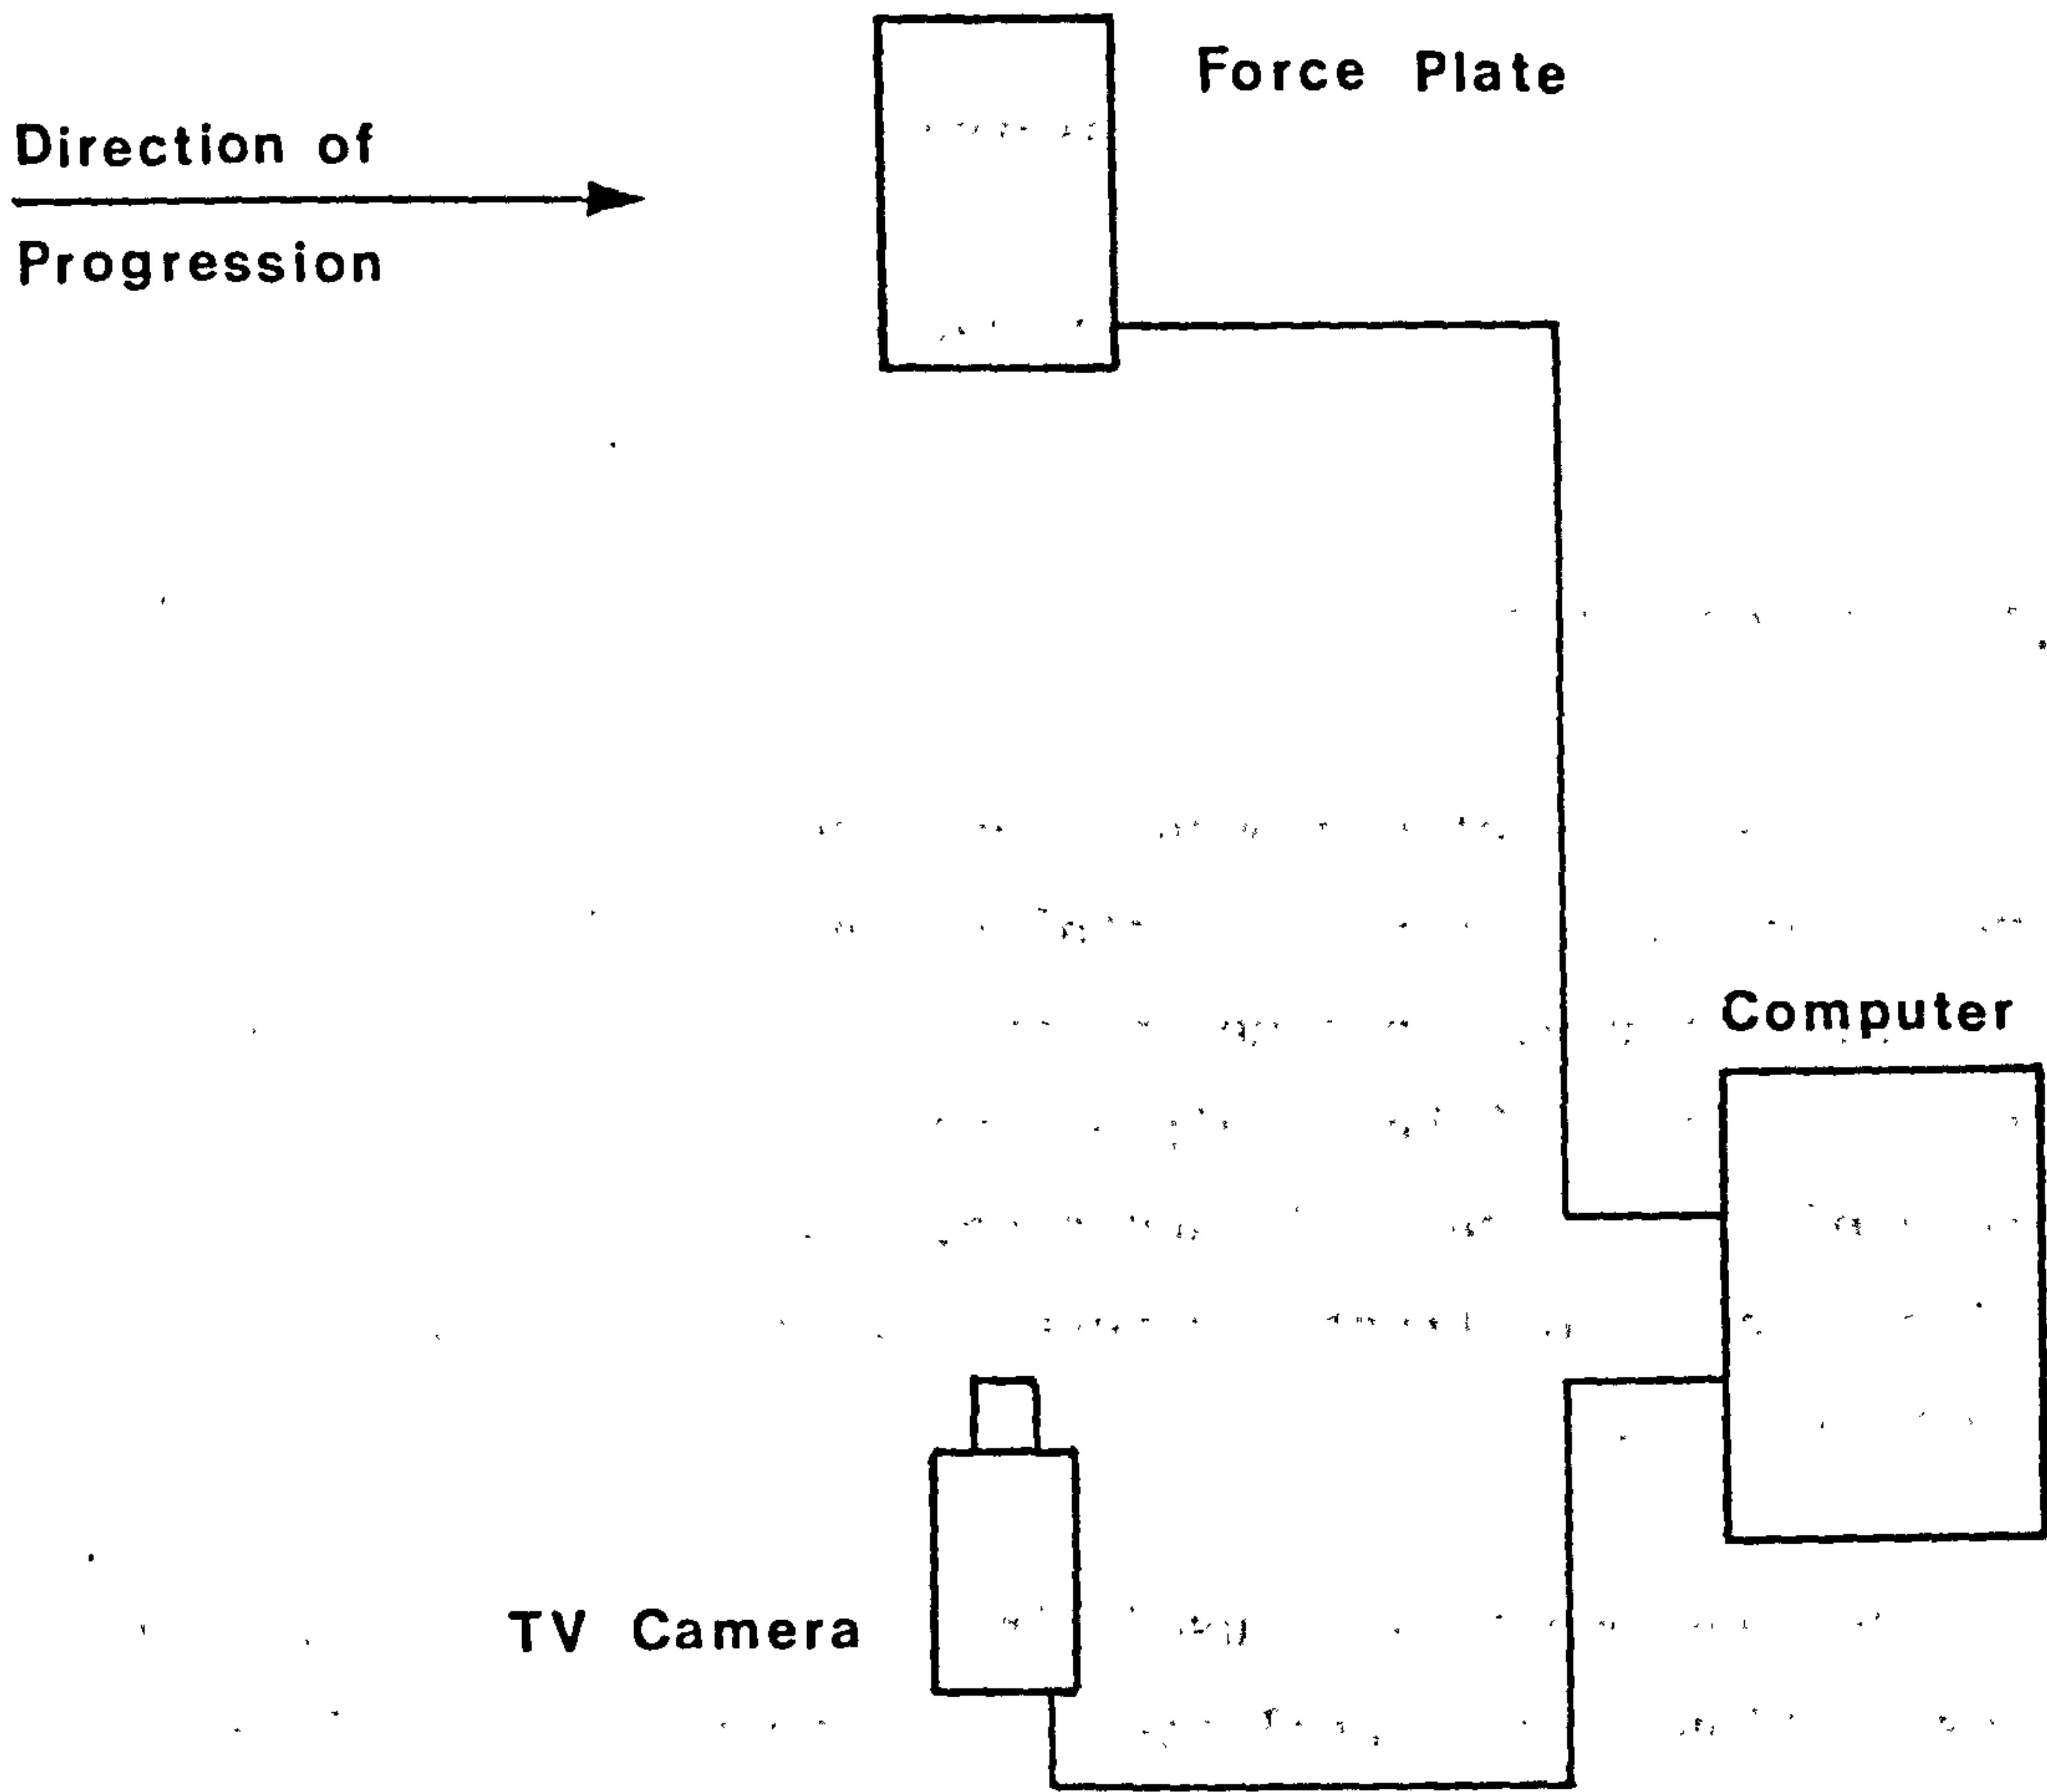 Force Plate
Direction of
Progression
Computer
TV Camera